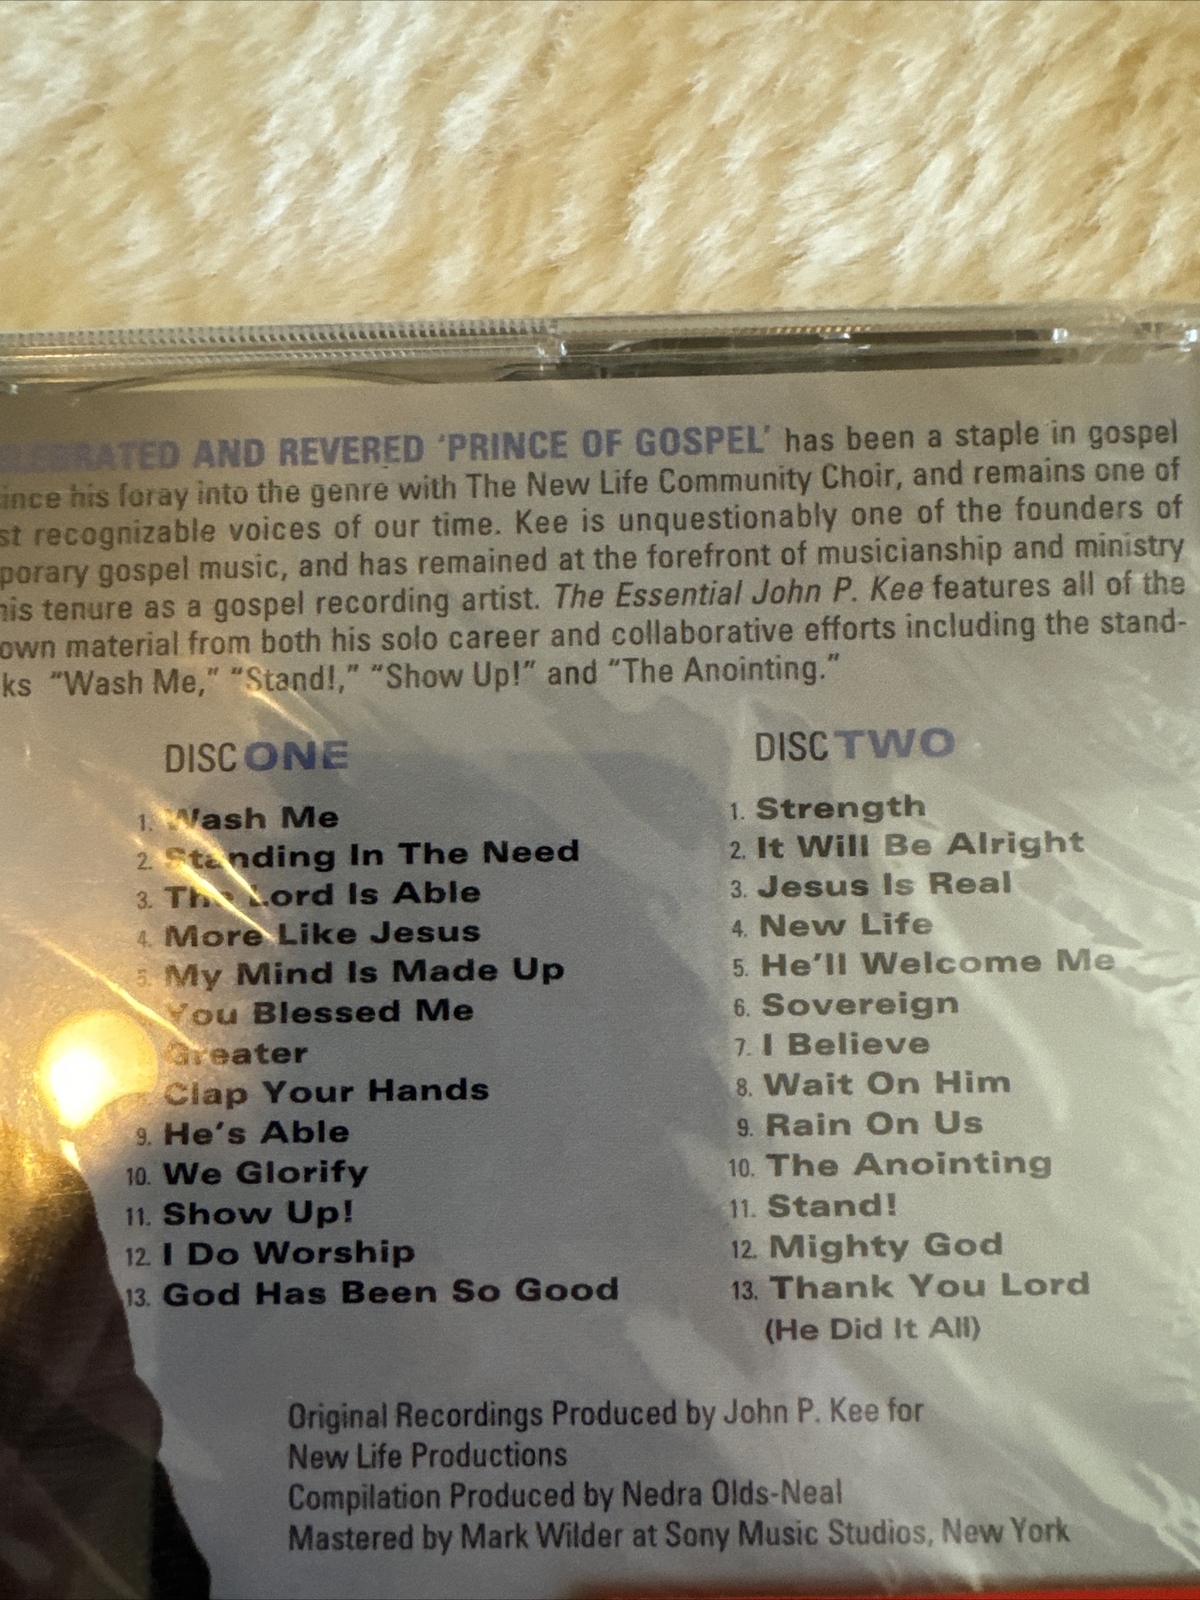 AND REVERED ‘PRINCE OF GOSPEL’ has been a staple in gospel
his foray into the genre with The New Life Community Choir, and remains one of
recognizable voices of our time. Kee is unquestionably one of the founders of
gospel music, and has remained at the forefront of musicianship and ministry
tenure as a gospel recording artist. The Essential John P. Kee features all of the
own material from both his solo career and collaborative efforts including the stand-
ks “Wash Me,” “Stand!,” “Show Up!” and “The Anointing.”
DISC ONE
1. Wash Me
2. Standing In The Need
3. The Lord Is Able
4. More Like Jesus
5. My Mind Is Made Up
You Blessed Me
Greater
Clap Your Hands
9. He's Able
10. We Glorify
11. Show Up!
12. I Do Worship
13. God Has Been So Good
DISC TWO
1. Strength
2. It Will Be Alright
3. Jesus Is Real
4. New Life
5. He'll Welcome Me
6. Sovereign
7. I Believe
8. Wait On Him
9. Rain On Us
10. The Anointing
11. Stand!
12. Mighty God
13. Thank You Lord
(He Did It All)
Original Recordings Produced by John P. Kee for
New Life Productions
Compilation Produced by Nedra Olds-Neal
Mastered by Mark Wilder at Sony Music Studios, New York